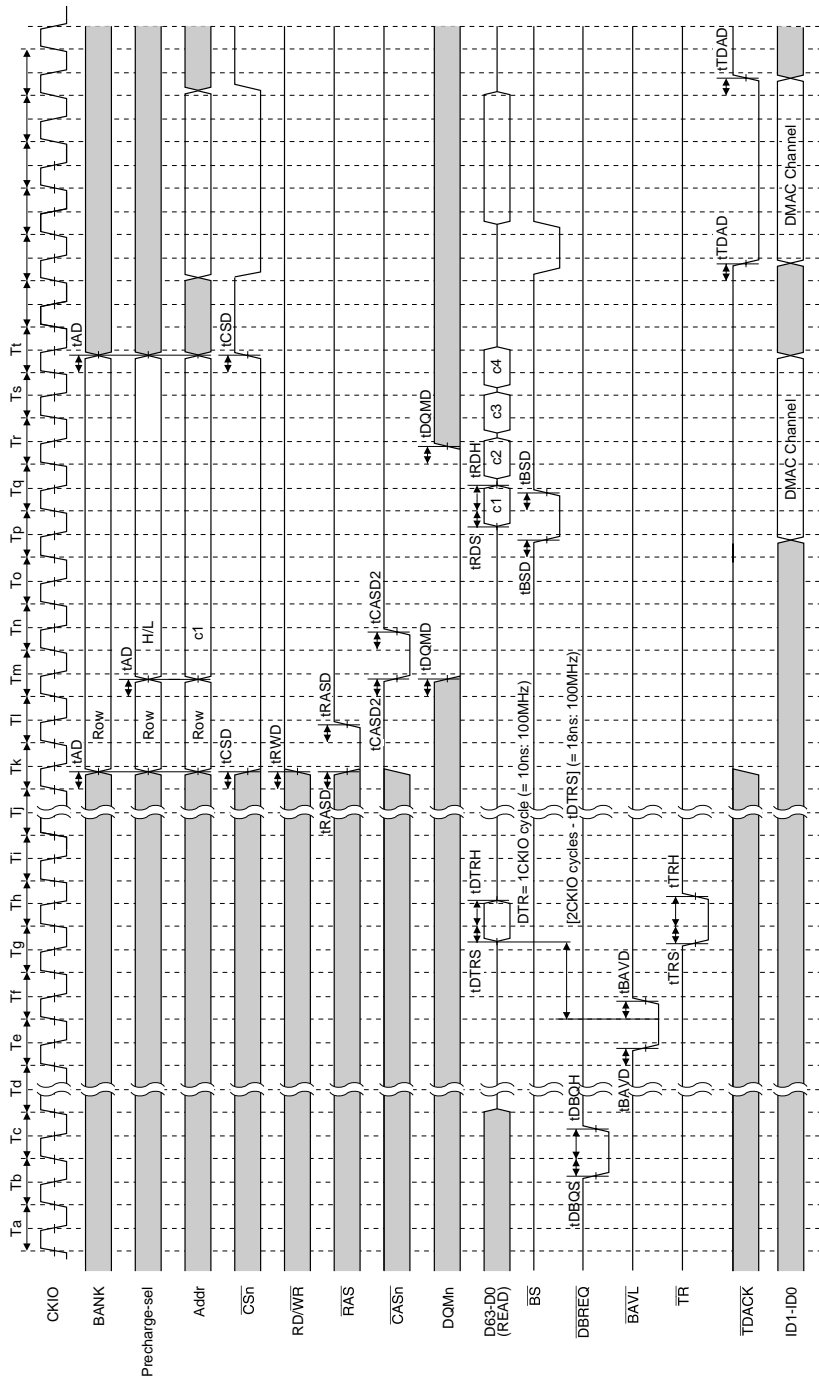 Ta Tb Tc Td Te Tf Tg Th Ti Tj Tk Tl Tm Tn To Tp Tq Tr Ts Tt
CKIO
tAD tAD
BANK Row
tAD
Precharge-sel Row H/L
Addr Row c1
tCSD tCSD
CSn
tRWD
RD/WR
tRASD tRASD
RAS
tCASD2 tCASD2
CASn
tDQMD tDQMD
DQMn
tDTRS tDTRH tRDS tRDH
D63-D0
(READ)
c1 c2 c3 c4
DTR= 1CKIO cycle (= 10ns: 100MHz)
tBSD tBSD
BS
tDBQS tDBQH
[2CKIO cycles - tDTRS] (= 18ns: 100MHz)
DBREQ
tBAVD tBAVD
BAVL
tTRS tTRH
TR
tTDAD tTDAD
TDACK
ID1-ID0 DMAC Channel DMAC Channel